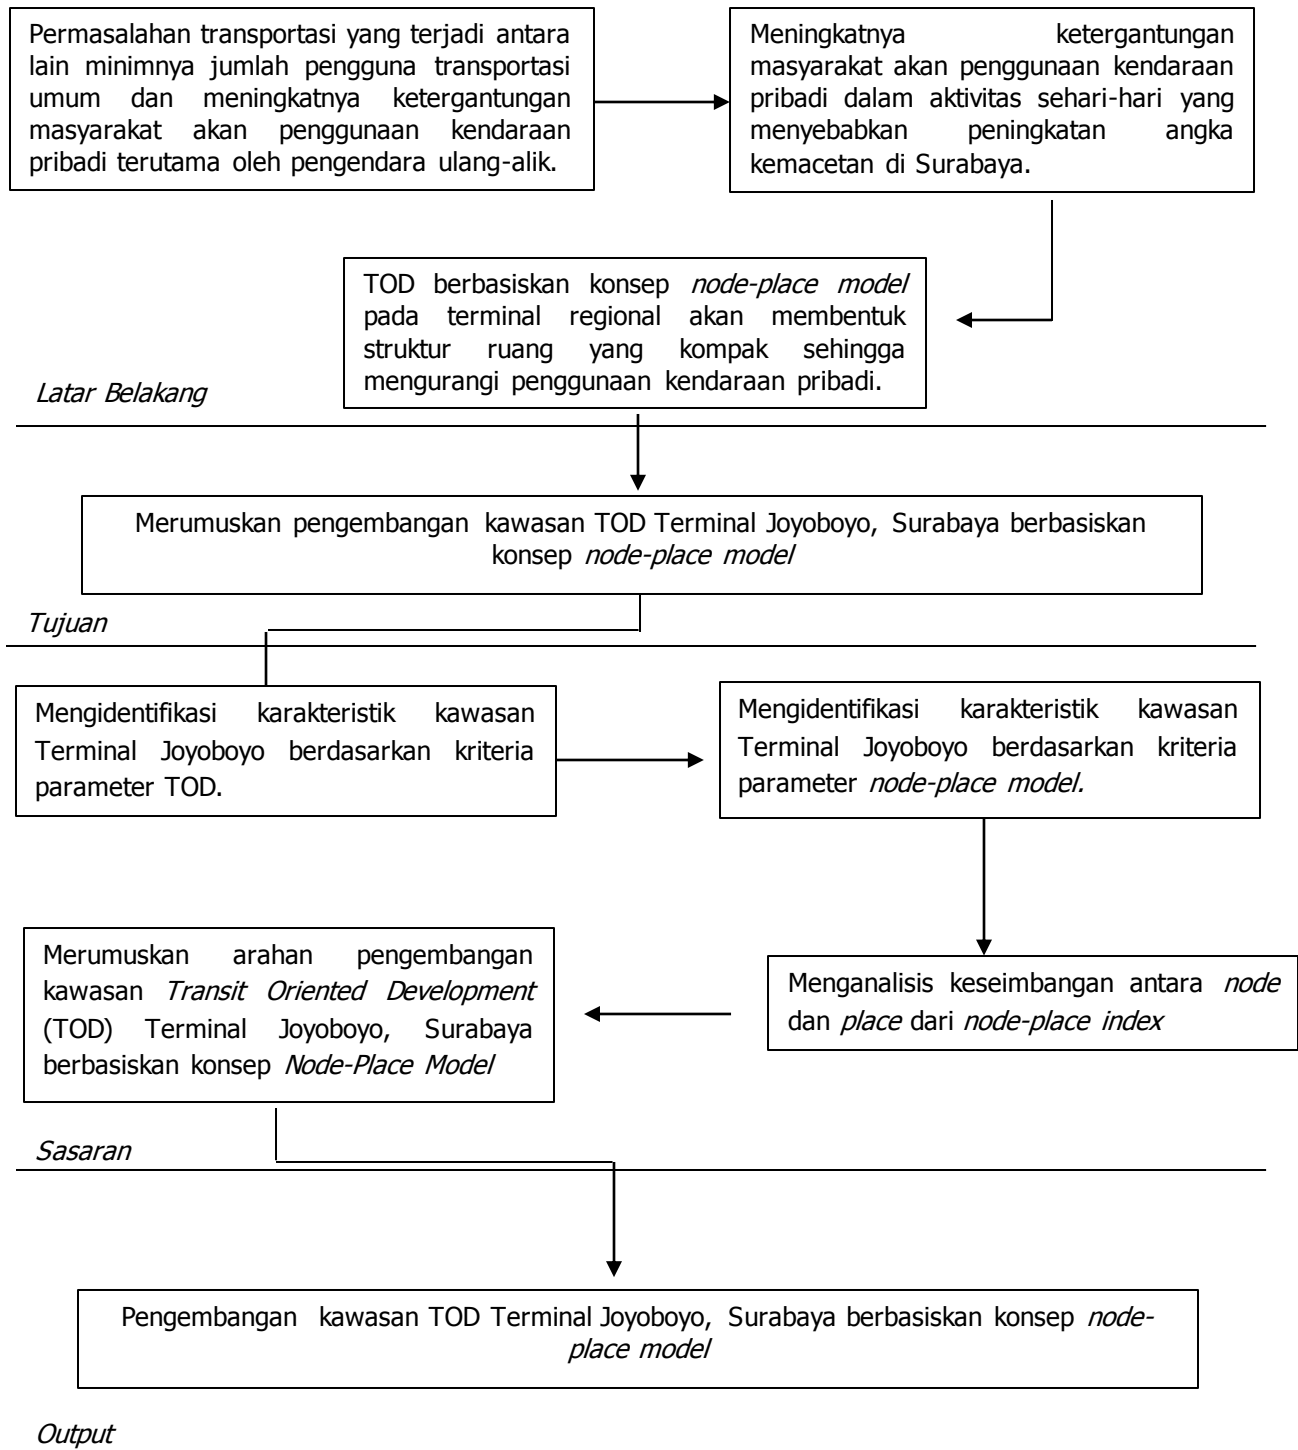 Permasalahan transportasi yang terjadi antara
lain minimnya jumlah pengguna transportasi
umum dan meningkatnya ketergantungan
masyarakat akan penggunaan kendaraan
pribadi terutama oleh pengendara ulang-alik.
Meningkatnya ketergantungan
masyarakat akan penggunaan kendaraan
pribadi dalam aktivitas sehari-hari yang
menyebabkan peningkatan angka
kemacetan di Surabaya.
TOD berbasiskan konsep node-place model
pada terminal regional akan membentuk
struktur ruang yang kompak sehingga
mengurangi penggunaan kendaraan pribadi.
Latar Belakang
Merumuskan pengembangan kawasan TOD Terminal Joyoboyo, Surabaya berbasiskan
konsep node-place model
Tujuan
Mengidentifikasi karakteristik kawasan
Terminal Joyoboyo berdasarkan kriteria
parameter TOD.
Mengidentifikasi karakteristik kawasan
Terminal Joyoboyo berdasarkan kriteria
parameter node-place model.
Merumuskan arahan pengembangan
kawasan Transit Oriented Development
(TOD) Terminal Joyoboyo, Surabaya
berbasiskan konsep Node-Place Model
Menganalisis keseimbangan antara node
dan place dari node-place index
Sasaran
Pengembangan kawasan TOD Terminal Joyoboyo, Surabaya berbasiskan konsep node-
place model
Output